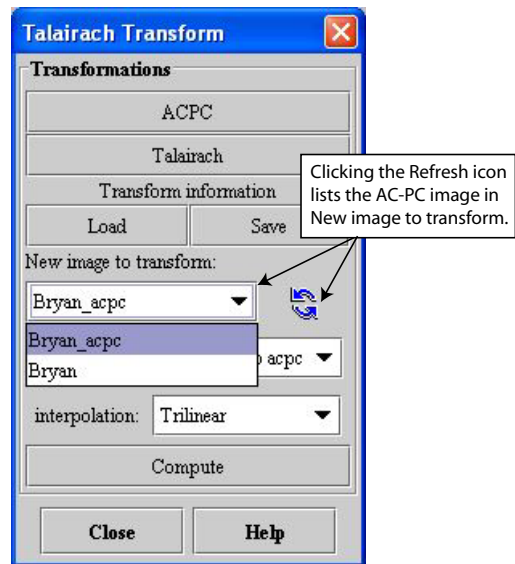 Talairach Transform
Transformations
ACPC
Talairach
Transform information
Load Save
Clicking the Refresh icon
lists the AC-PC image in
New image to transform.
New image to transform:
Bryan_acpc
Bryan_acpc
Bryan
acpc
interpolation: Trilinear
Compute
Close Help